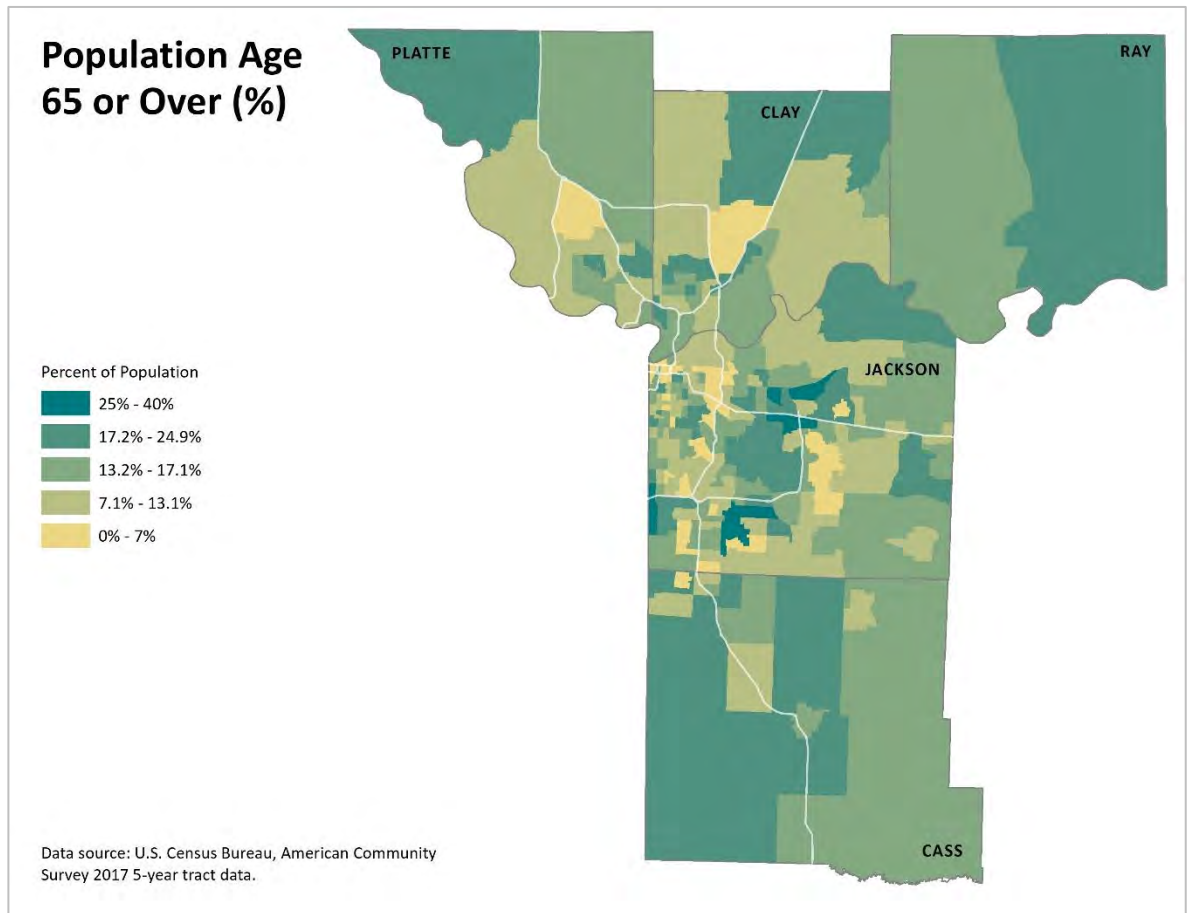 Population Age
65 or Over (%)
PLATTE
RAY
CLAY
JACKSON
Percent of Population
25% - 40%
17.2% - 24.9%
13.2% - 17.1%
7.1% - 13.1%
0% - 7%
CASS
Data source: U.S. Census Bureau, American Community
Survey 2017 5-year tract data.